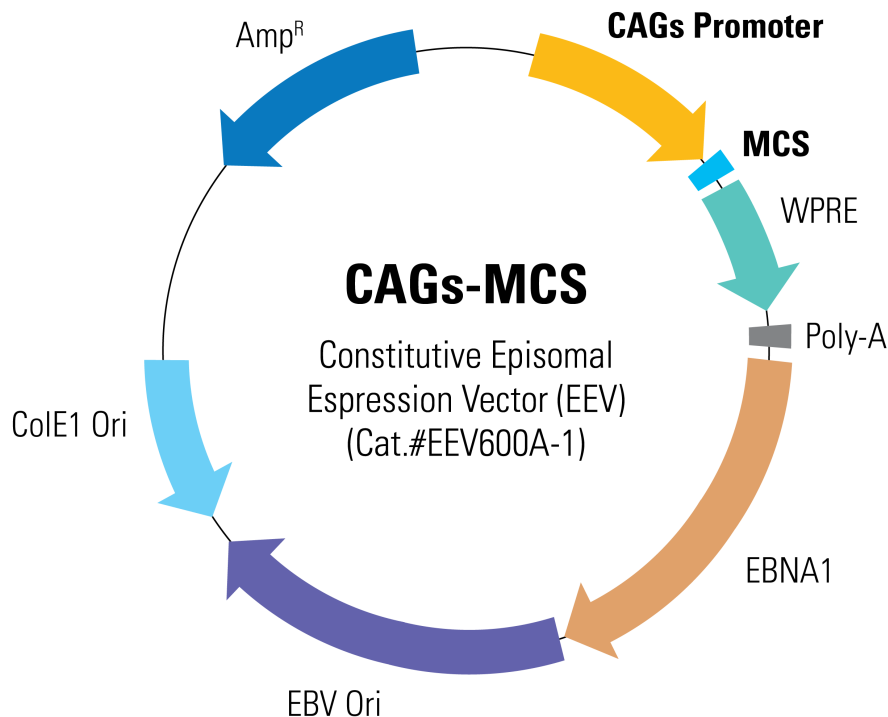 Ampᴿ
CAGs Promoter
MCS
WPRE
CAGs-MCS
Constitutive Episomal
Espression Vector (EEV)
(Cat.#EEV600A-1)
Poly-A
ColE1 Ori
EBNA1
EBV Ori